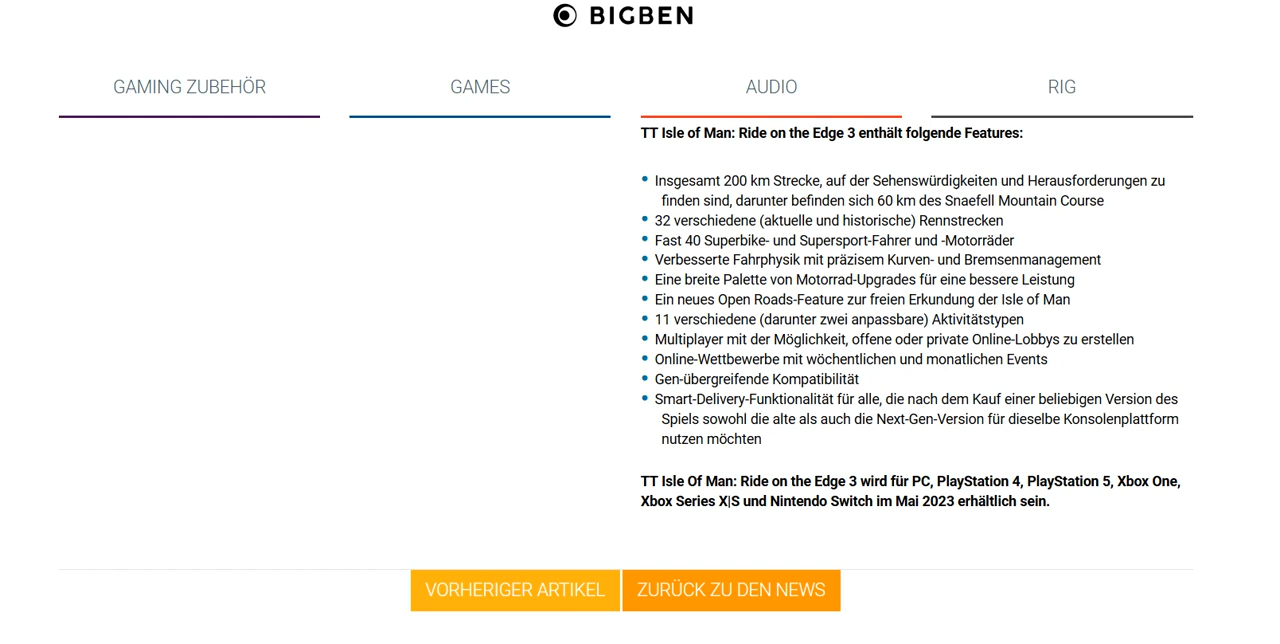 BIGBEN
GAMING ZUBEHÖR
GAMES
AUDIO
RIG
TT Isle of Man: Ride on the Edge 3 enthält folgende Features:
Insgesamt 200 km Strecke, auf der Sehenswürdigkeiten und Herausforderungen zu
finden sind, darunter befinden sich 60 km des Snaefell Mountain Course
32 verschiedene (aktuelle und historische) Rennstrecken
Fast 40 Superbike- und Supersport-Fahrer und -Motorräder
Verbesserte Fahrphysik mit präzisem Kurven- und Bremsenmanagement
Eine breite Palette von Motorrad-Upgrades für eine bessere Leistung
Ein neues Open Roads-Feature zur freien Erkundung der Isle of Man
11 verschiedene (darunter zwei anpassbare) Aktivitätstypen
Multiplayer mit der Möglichkeit, offene oder private Online-Lobbys zu erstellen
Online-Wettbewerbe mit wöchentlichen und monatlichen Events
Gen-übergreifende Kompatibilität
Smart-Delivery-Funktionalität für alle, die nach dem Kauf einer beliebigen Version des
Spiels sowohl die alte als auch die Next-Gen-Version für dieselbe Konsolenplattform
nutzen möchten
TT Isle Of Man: Ride on the Edge 3 wird für PC, PlayStation 4, PlayStation 5, Xbox One,
Xbox Series X|S und Nintendo Switch im Mai 2023 erhältlich sein.
VORHERIGER ARTIKEL
ZURÜCK ZU DEN NEWS